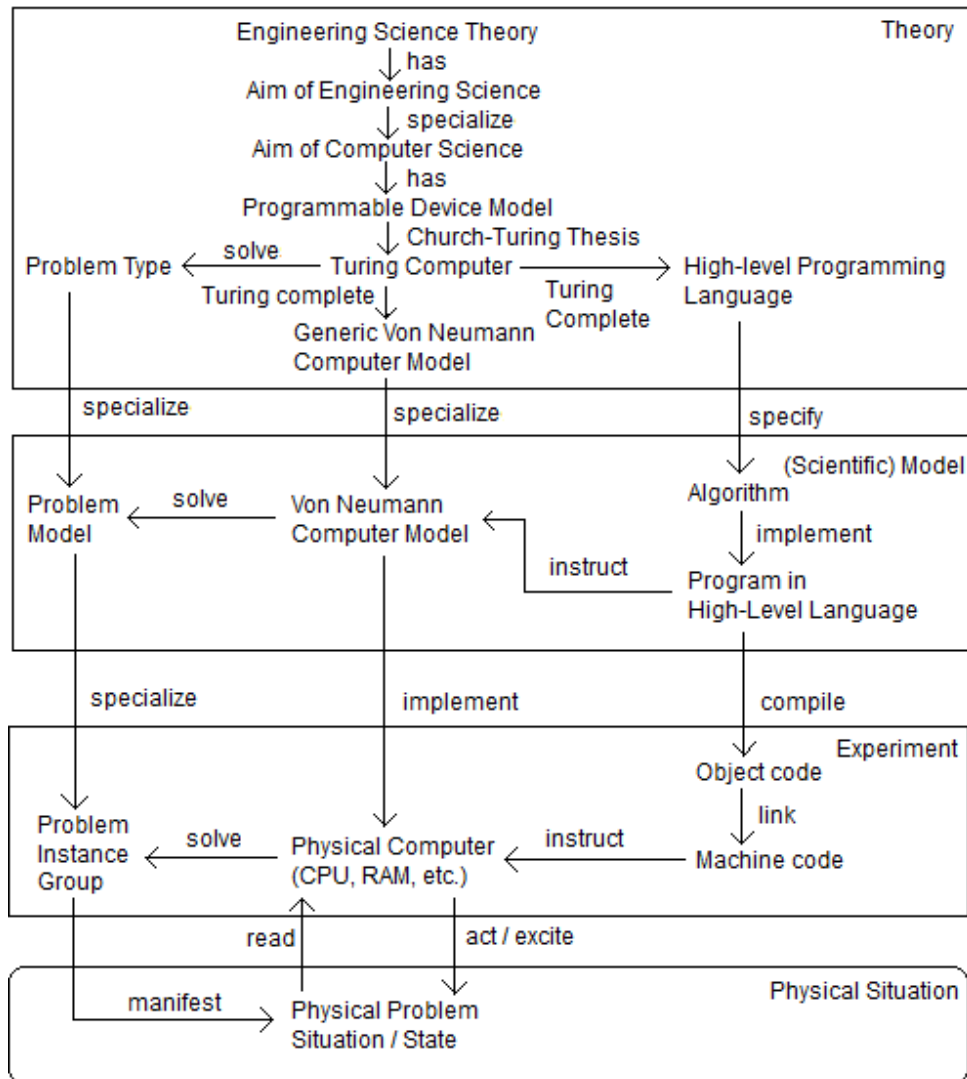 Engineering Science Theory
Theory
has
Aim of Engineering Science
specialize
Aim of Computer Science
has
Programmable Device Model
Church-Turing Thesis
solve
Problem Type
Turing Computer
High-level Programming
Language
Turing complete
Turing
Complete
Generic Von Neumann
Computer Model
specialize
specialize
specify
(Scientific) Model
Problem
Model
solve
Von Neumann
Computer Model
Algorithm
implement
instruct
Program in
High-Level Language
specialize
implement
compile
Experiment
Object code
link
Problem
Instance
Group
solve
Physical Computer
(CPU, RAM, etc.)
instruct
Machine code
read
act / excite
Physical Situation
manifest
Physical Problem
Situation / State